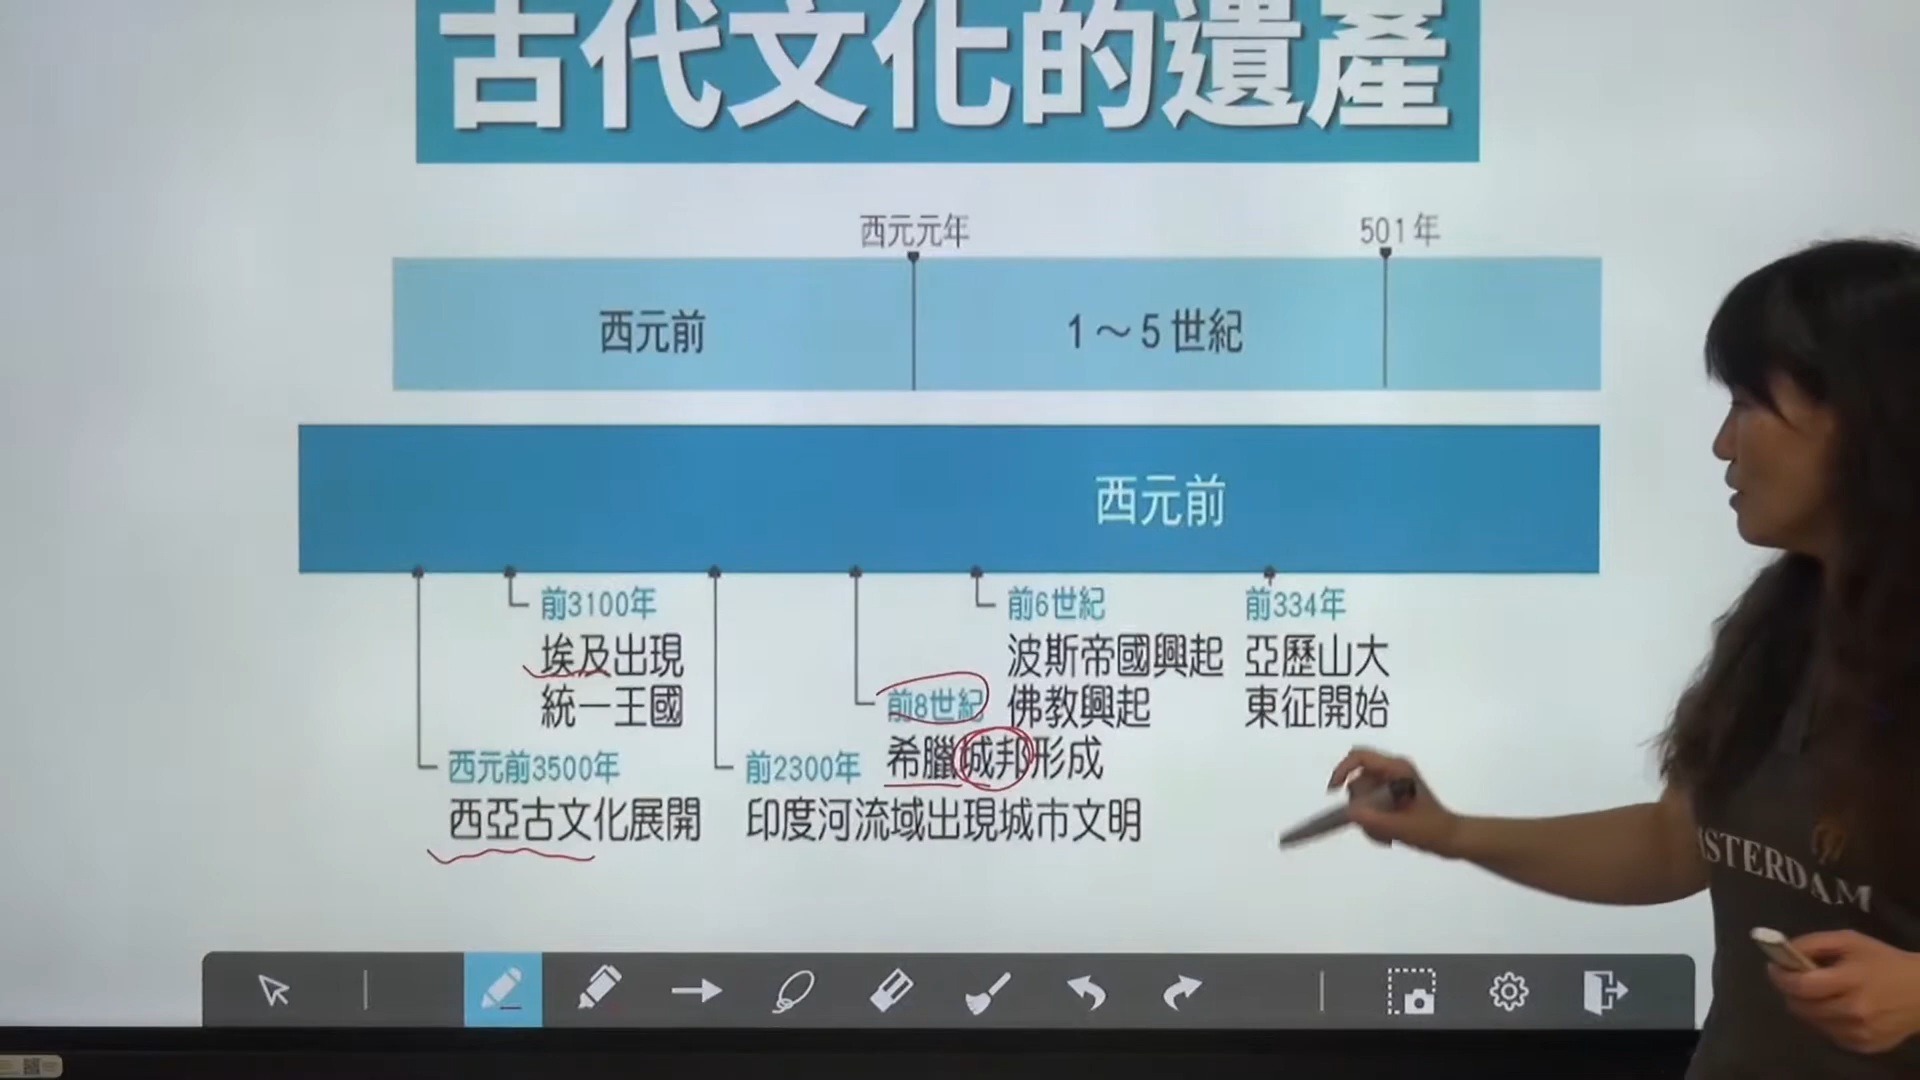 古代文化的遺產
西元元年
501年
西元前
1～5世紀
西元前
前3100年
埃及出現
統一王國
前6世紀
波斯帝國興起
佛教興起
前334年
亞歷山大
東征開始
前8世紀
希臘城邦形成
西元前3500年
西亞古文化展開
前2300年
印度河流域出現城市文明
STERDAM